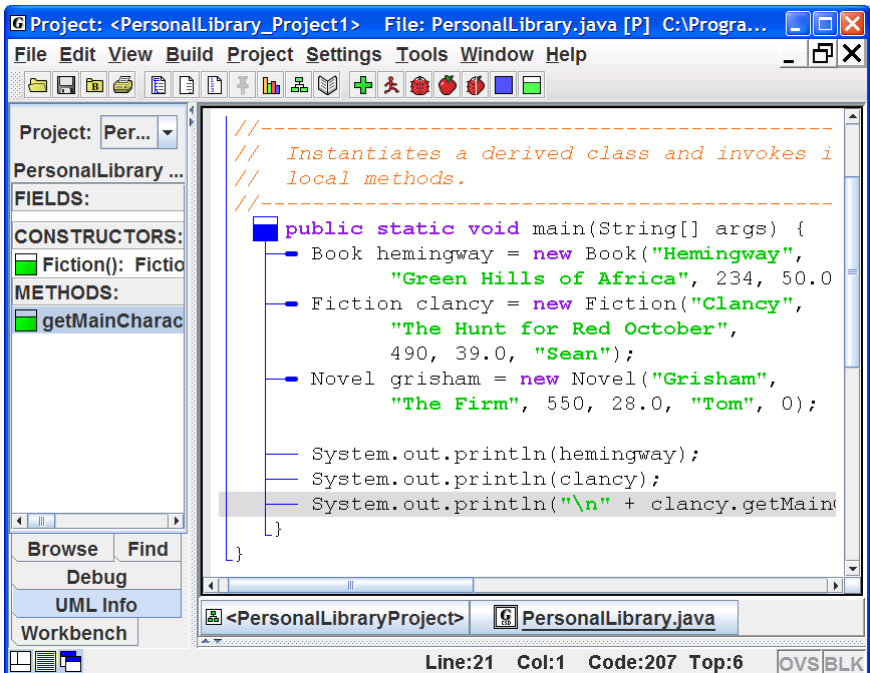 Project: <PersonalLibrary_Project1> File: PersonalLibrary.java [P] C:\Progra...
File Edit View Build Project Settings Tools Window Help
Project: Per...
PersonalLibrary ...
FIELDS:
CONSTRUCTORS:
Fiction(): Fictio
METHODS:
getMainCharac
Browse Find
Debug
UML Info
Workbench
//--------------------------------------------
// Instantiates a derived class and invokes i
// local methods.
//--------------------------------------------
public static void main(String[] args) {
Book hemingway = new Book("Hemingway",
"Green Hills of Africa", 234, 50.0
Fiction clancy = new Fiction("Clancy",
"The Hunt for Red October",
490, 39.0, "Sean");
Novel grisham = new Novel("Grisham",
"The Firm", 550, 28.0, "Tom", 0);
System.out.println(hemingway);
System.out.println(clancy);
System.out.println("\n" + clancy.getMain
}
}
<PersonalLibraryProject> PersonalLibrary.java
Line:21 Col:1 Code:207 Top:6 OVS BLK